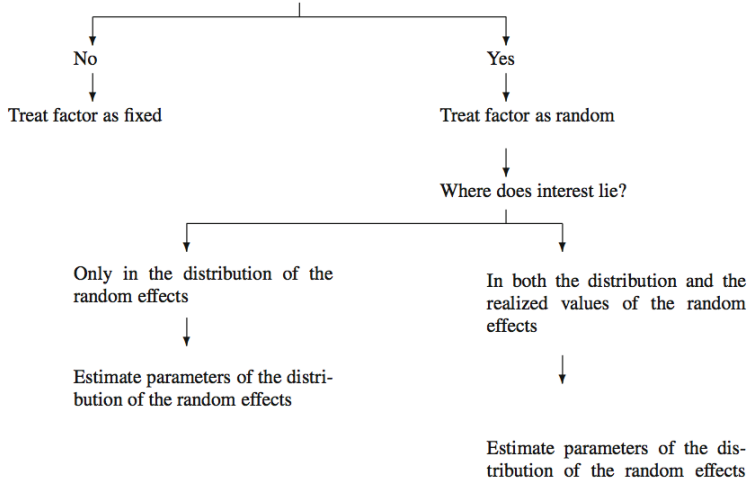 No
Yes
Treat factor as fixed
Treat factor as random
Where does interest lie?
Only in the distribution of the
random effects
In both the distribution and the
realized values of the random
effects
Estimate parameters of the distri-
bution of the random effects
Estimate parameters of the dis-
tribution of the random effects